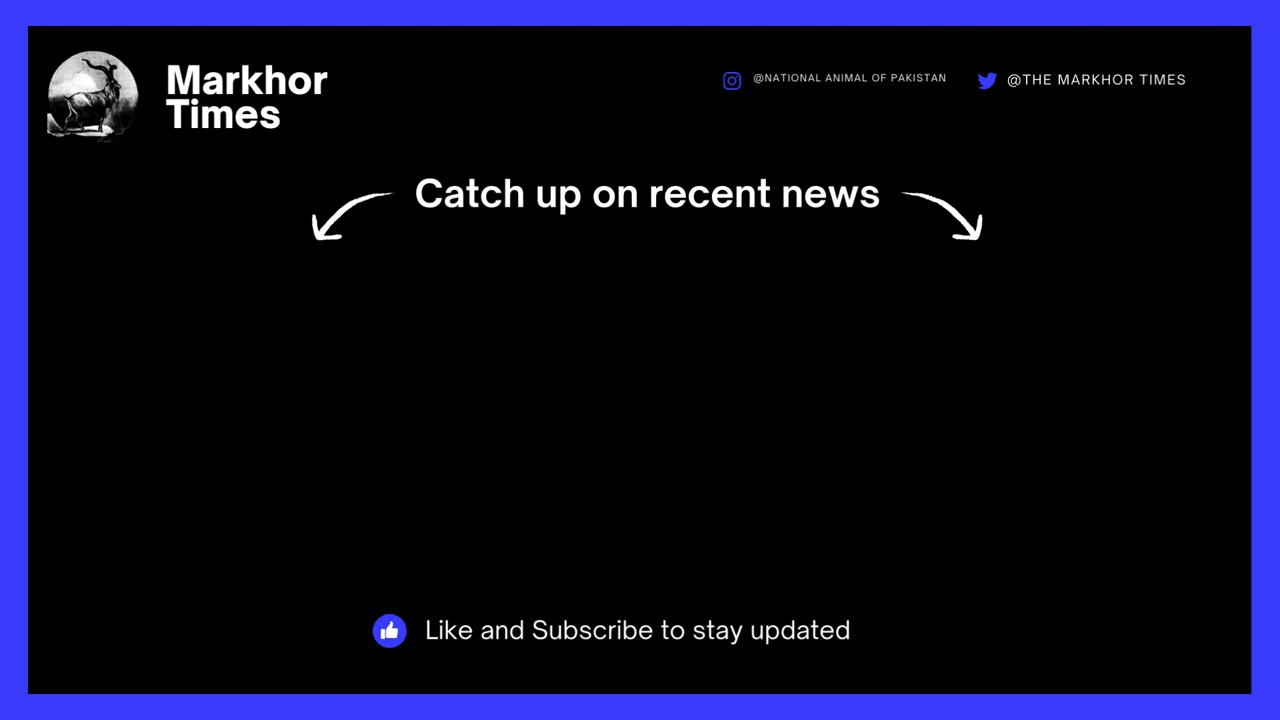 Markhor
Times
@NATIONAL ANIMAL OF PAKISTAN
@THE MARKHOR TIMES
Catch up on recent news
Like and Subscribe to stay updated